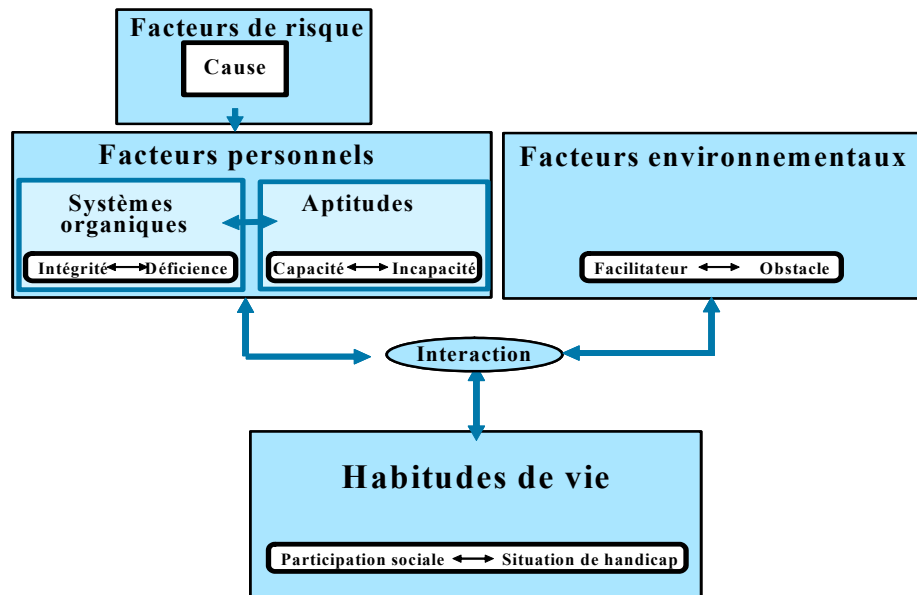 Facteurs de risque
Cause
Facteurs personnels
Systèmes
organiques
Intégrité Déficience
Aptitudes
Capacité Incapacité
Facteurs environnementaux
Facilitateur Obstacle
Interaction
Habitudes de vie
Participation sociale Situation de handicap